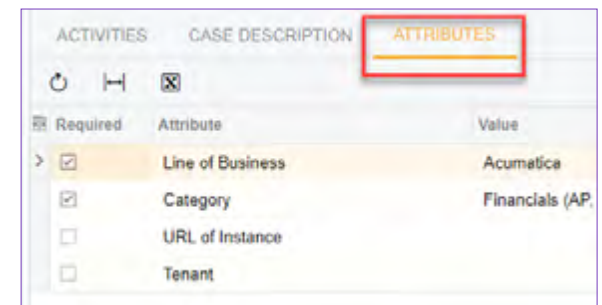 ACTIVITIES CASE DESCRIPTION ATTRIBUTES
Required Attribute Value
Line of Business Acumatica
Category Financials (AP,
URL of Instance
Tenant